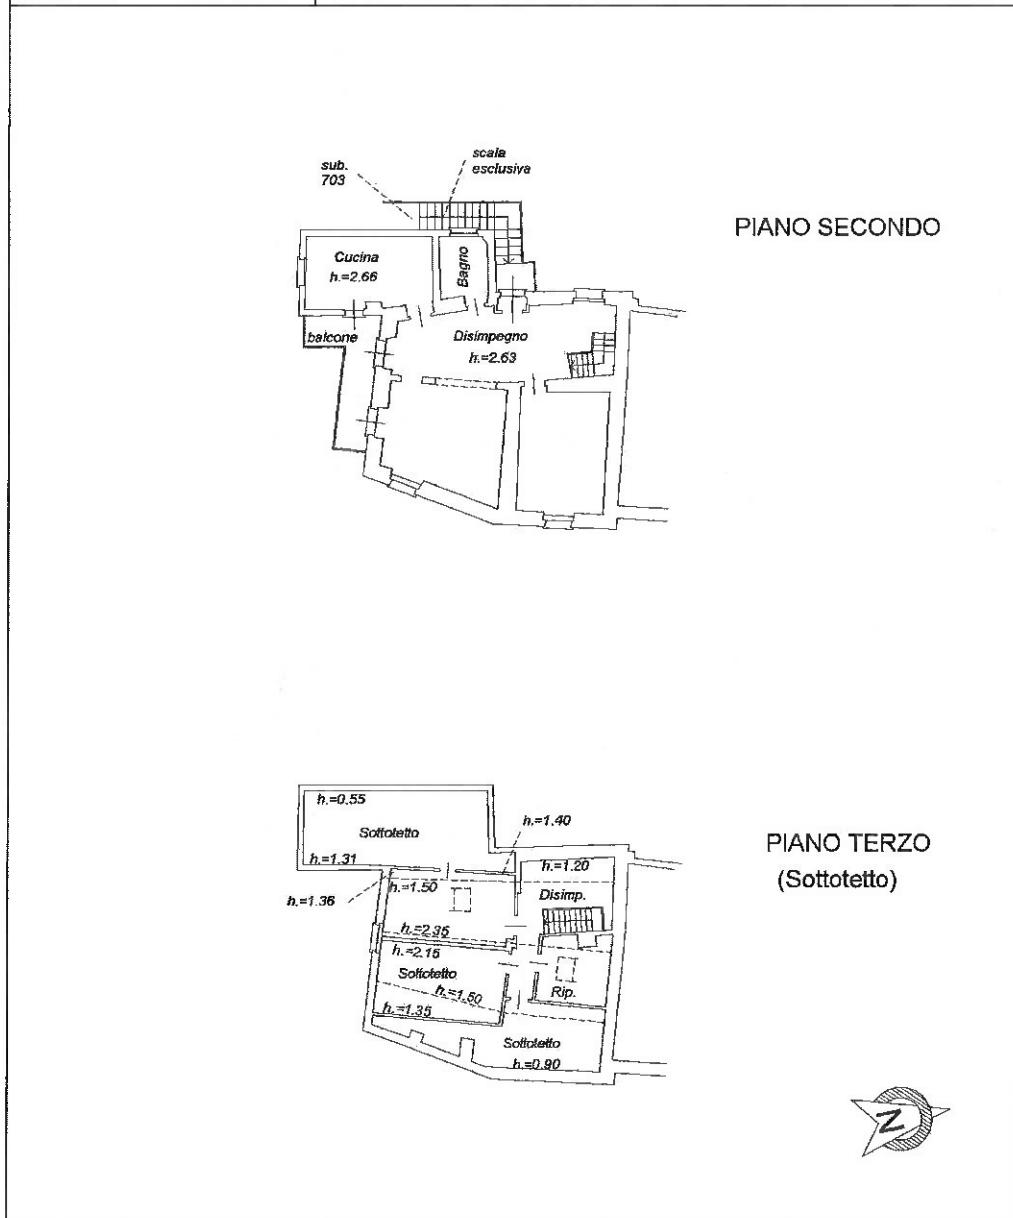 scala
esclusiva
sub.
703
PIANO SECONDO
Cucina
h.=2.66
Bagno
balcone
Disimpegno
h.=2.63
h.=0.55
h.=1.40
Sottotetto
PIANO TERZO
(Sottotetto)
h.=1.31
h.=1.20
h.=1.36
h.=1.50
Disimp.
h.=2.35
h.=2.15
Sottotetto
h.=1.50
Rip.
h.=1.35
Sottotetto
h.=0.90
N